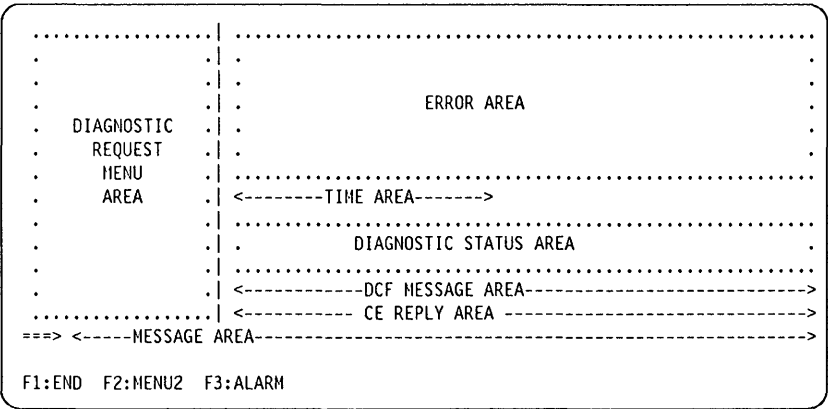 ERROR AREA
DIAGNOSTIC
REQUEST
MENU
AREA
<--------TIME AREA------->
DIAGNOSTIC STATUS AREA
<------------DCF MESSAGE AREA---------------------------->
<----------- CE REPLY AREA ------------------------------>
===> <-----MESSAGE AREA------------------------------------------------------->
F1:END F2:MENU2 F3:ALARM